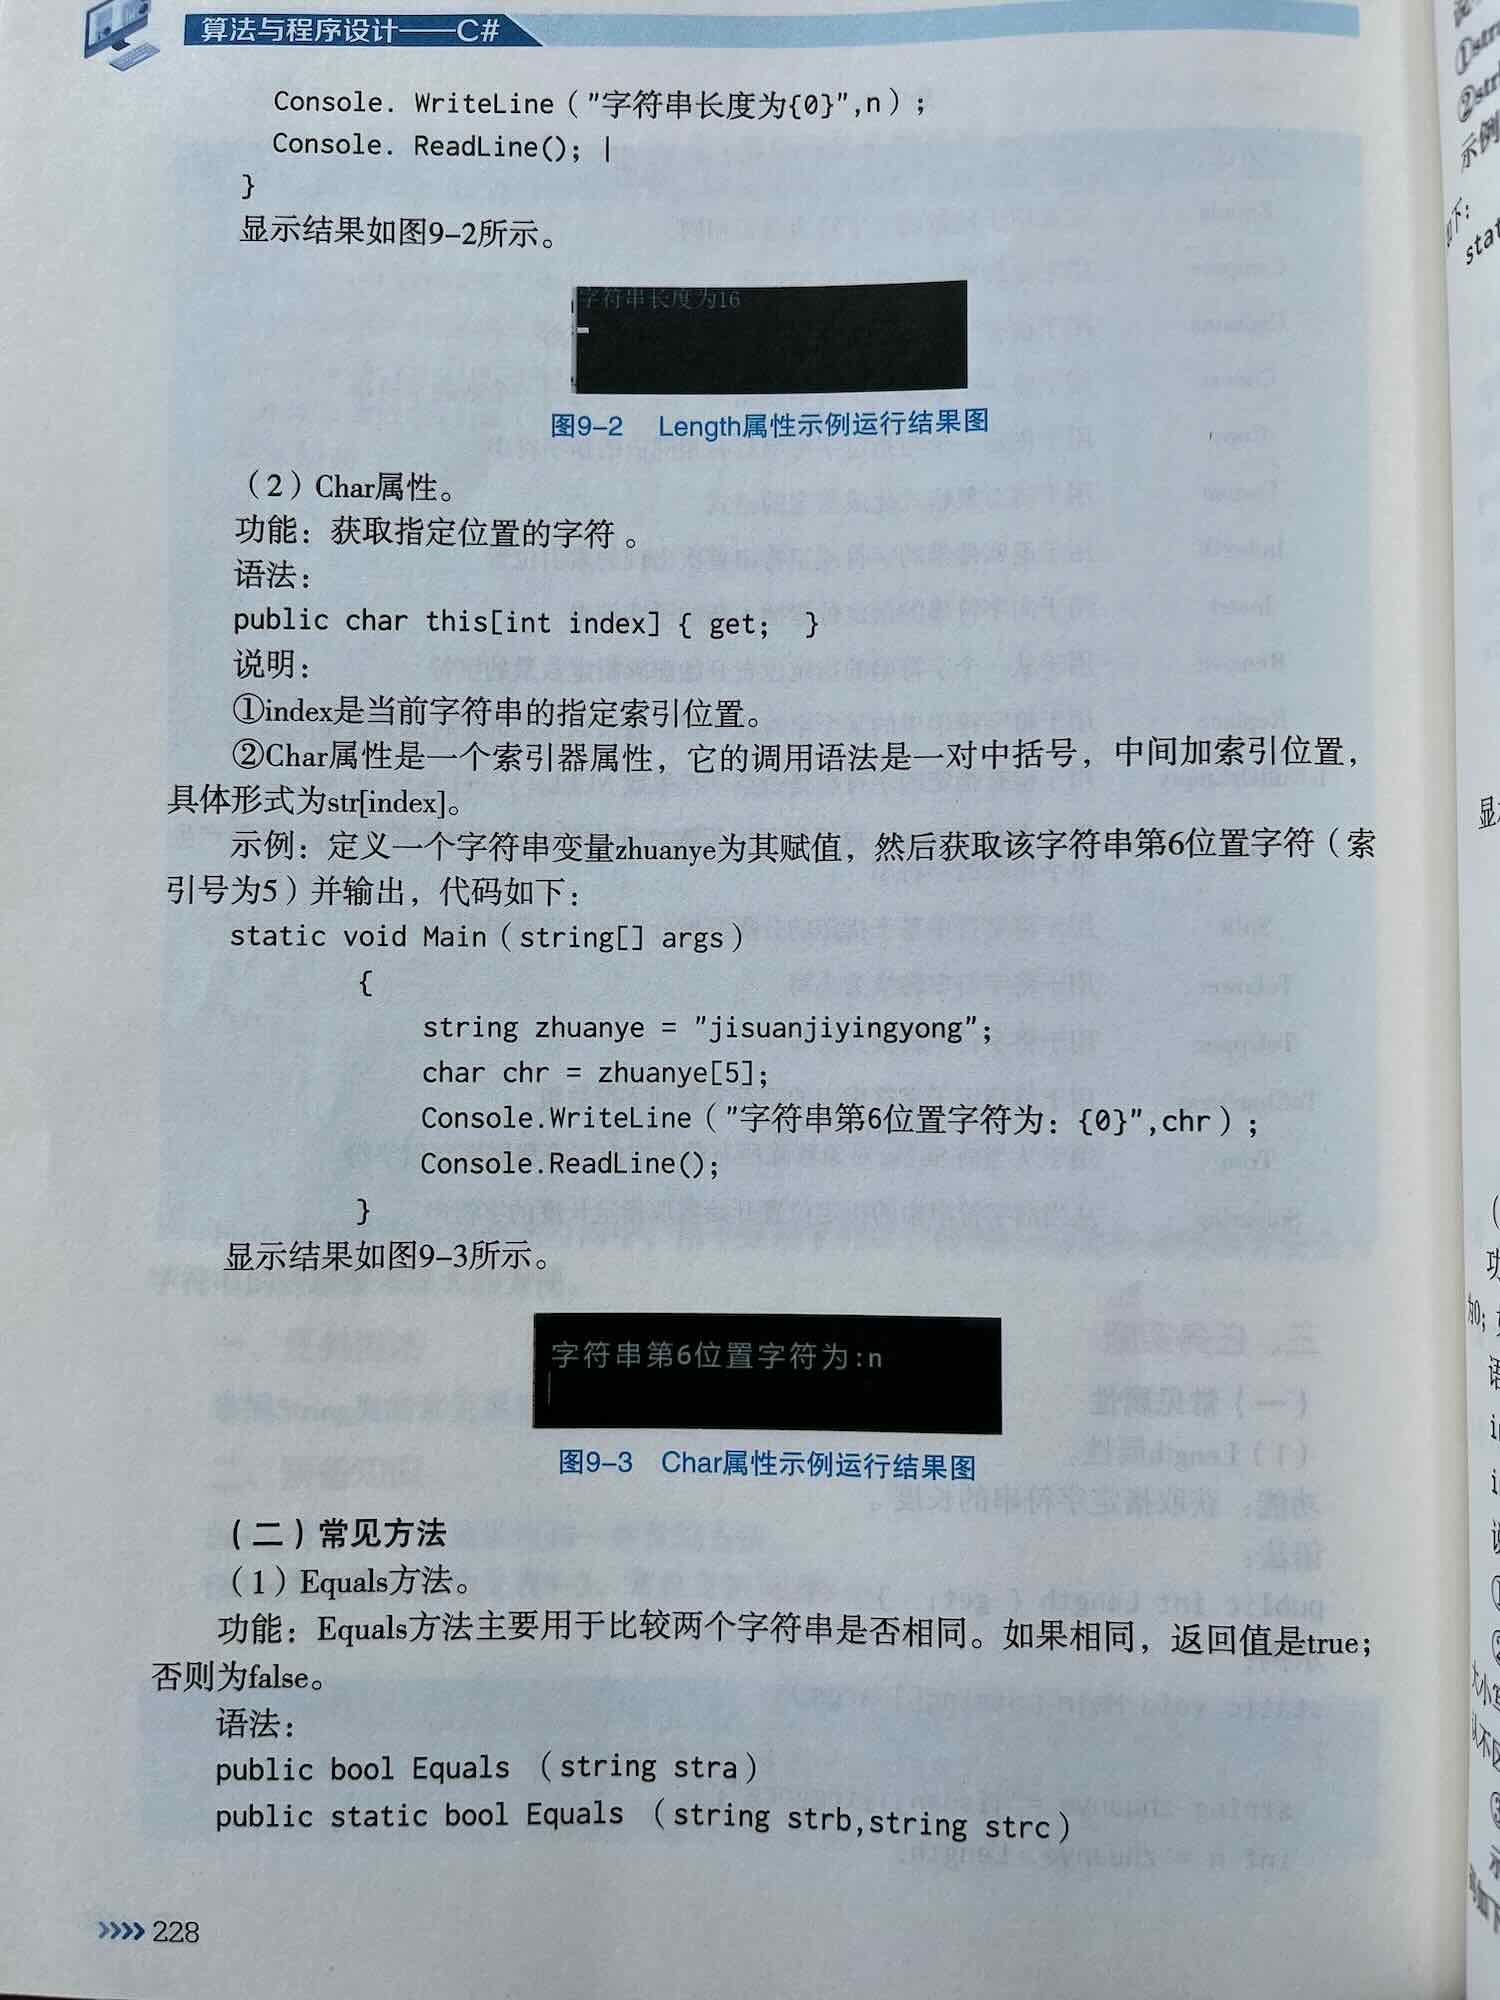 算法与程序设计——C#
Console. WriteLine（"字符串长度为{0}",n）;
Console. ReadLine(); |
}
显示结果如图9-2所示。
字符串长度为16
图9-2 Length属性示例运行结果图
（2）Char属性。
功能：获取指定位置的字符 。
语法：
public char this[int index] { get; }
说明：
①index是当前字符串的指定索引位置。
②Char属性是一个索引器属性，它的调用语法是一对中括号，中间加索引位置，
具体形式为str[index]。
示例：定义一个字符串变量zhuanye为其赋值，然后获取该字符串第6位置字符（索
引号为5）并输出，代码如下：
static void Main（string[] args）
{
string zhuanye = "jisuanjiyingyong";
char chr = zhuanye[5];
Console.WriteLine（"字符串第6位置字符为：{0}",chr）;
Console.ReadLine();
}
显示结果如图9-3所示。
字符串第6位置字符为:n
图9-3 Char属性示例运行结果图
（二）常见方法
（1）Equals方法。
功能：Equals方法主要用于比较两个字符串是否相同。如果相同，返回值是true；
否则为false。
语法：
public bool Equals （string stra）
public static bool Equals （string strb,string strc）
228